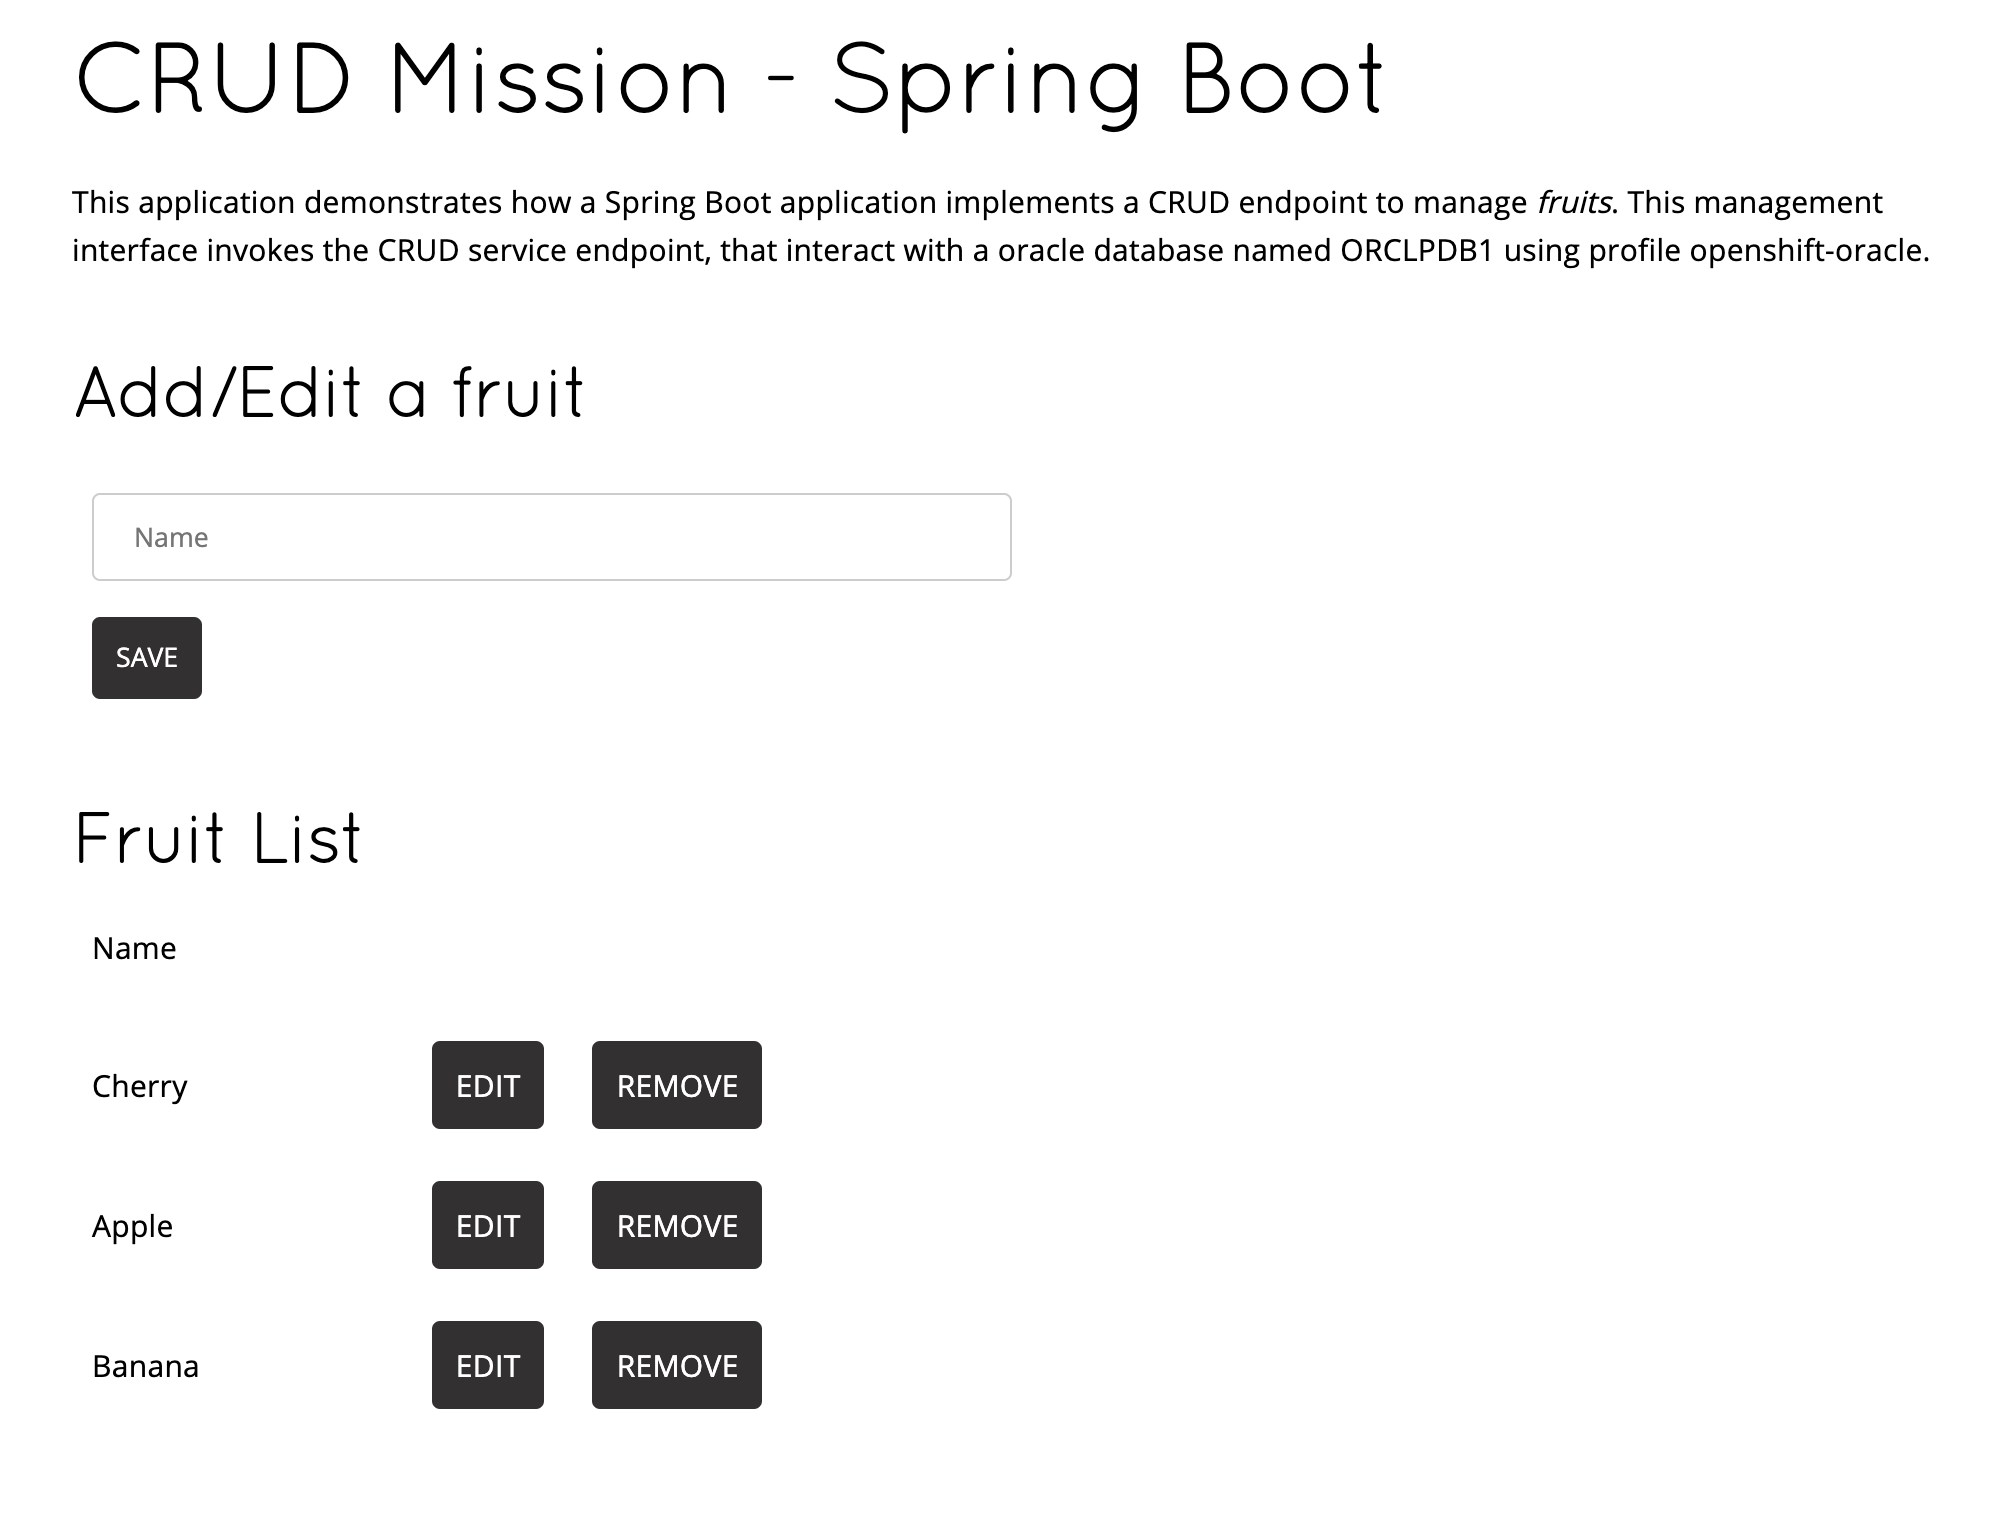 CRUD Mission - Spring Boot
This application demonstrates how a Spring Boot application implements a CRUD endpoint to manage fruits. This management
interface invokes the CRUD service endpoint, that interact with a oracle database named ORCLPDB1 using profile openshift-oracle.
Add/Edit a fruit
Name
SAVE
Fruit List
Name
Cherry EDIT REMOVE
Apple EDIT REMOVE
Banana EDIT REMOVE